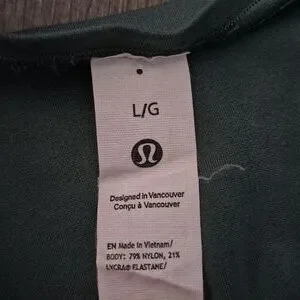 L/G
Designed in Vancouver
Conçu à Vancouver
EN Made in Vietnam/
BODY: 79% NYLON, 21%
LYCRA® ELASTANE/